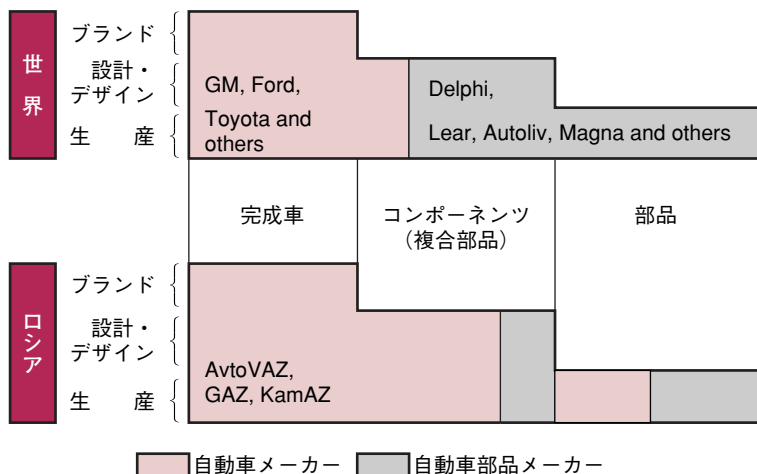 世界
ブランド
設計・
デザイン
生　産
GM, Ford,
Toyota and
others
Delphi,
Lear, Autoliv, Magna and others
完成車
コンポーネンツ
（複合部品）
部品
ロシア
ブランド
設計・
デザイン
生　産
AvtoVAZ,
GAZ, KamAZ
自動車メーカー
自動車部品メーカー